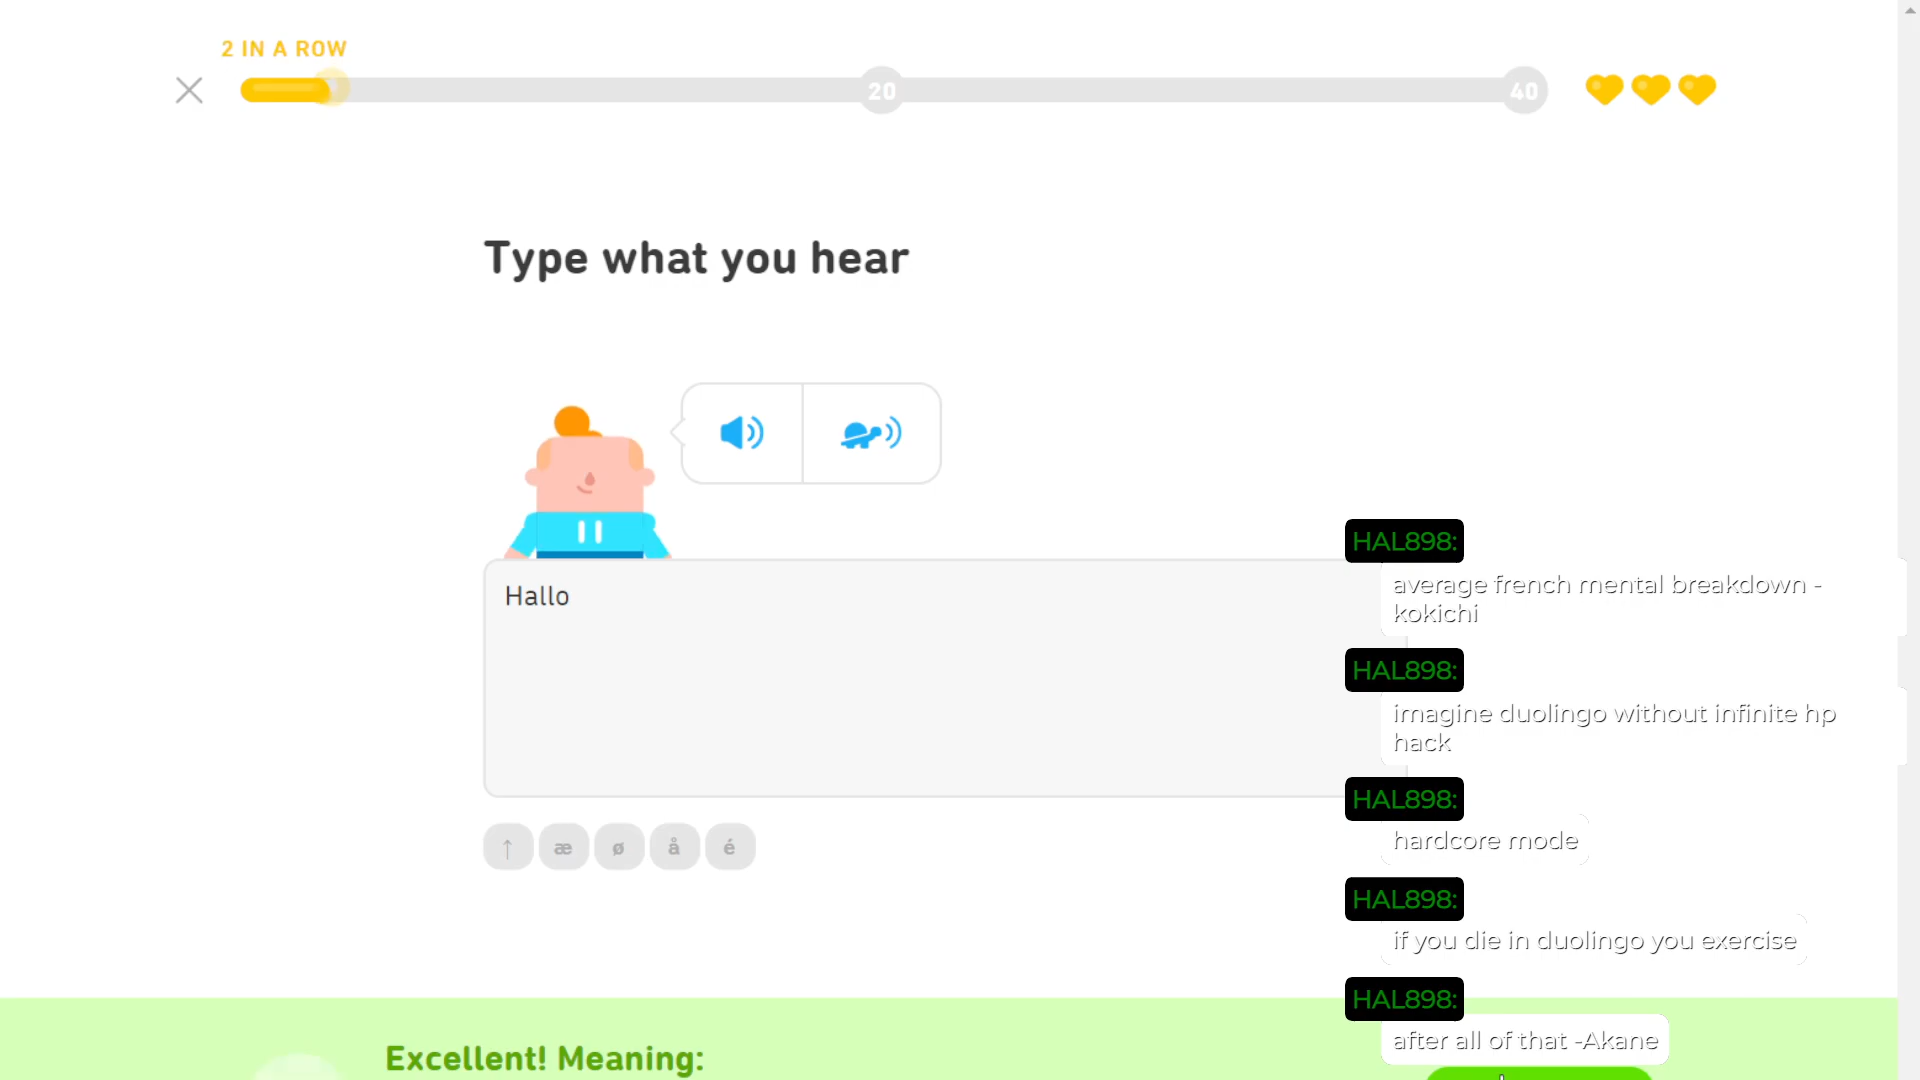 2 IN A ROW
20
40
Type what you hear
Hallo
↑ æ ø å é
HAL898:
average french mental breakdown -
kokichi
HAL898:
imagine duolingo without infinite hp
hack
HAL898:
hardcore mode
HAL898:
if you die in duolingo you exercise
HAL898:
after all of that -Akane
Excellent! Meaning: